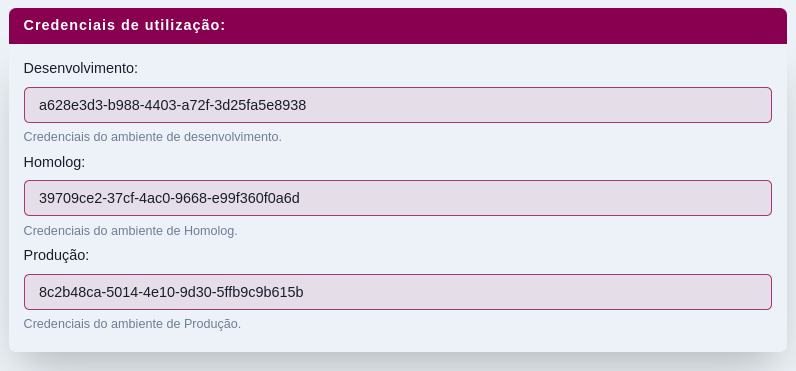 Credenciais de utilização:
Desenvolvimento:
a628e3d3-b988-4403-a72f-3d25fa5e8938
Credenciais do ambiente de desenvolvimento.
Homolog:
39709ce2-37cf-4ac0-9668-e99f360f0a6d
Credenciais do ambiente de Homolog.
Produção:
8c2b48ca-5014-4e10-9d30-5ffb9c9b615b
Credenciais do ambiente de Produção.